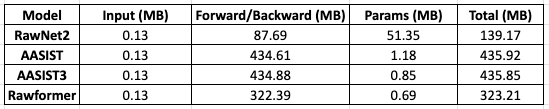 Model Input (MB) Forward/Backward (MB) Params (MB) Total (MB)
RawNet2 0.13 87.69 51.35 139.17
AASIST 0.13 434.61 1.18 435.92
AASIST3 0.13 434.88 0.85 435.85
Rawformer 0.13 322.39 0.69 323.21